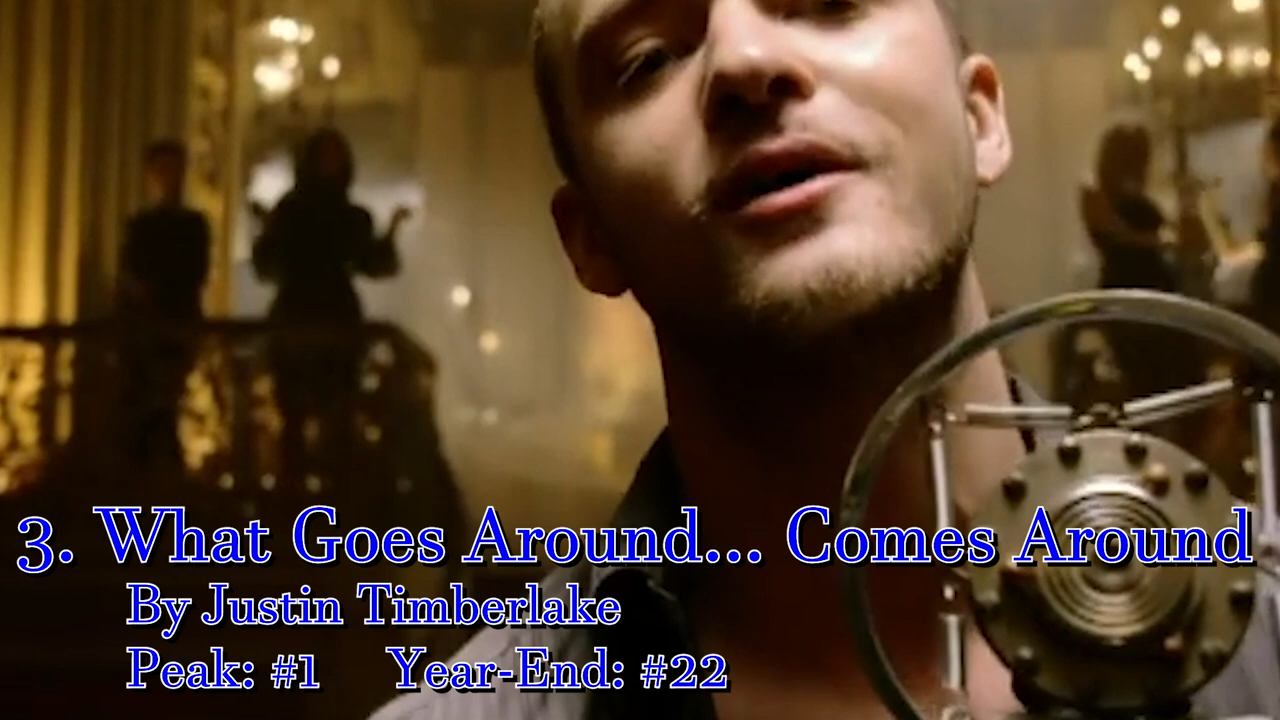 3. What Goes Around... Comes Around
By Justin Timberlake
Peak: #1 Year-End: #22